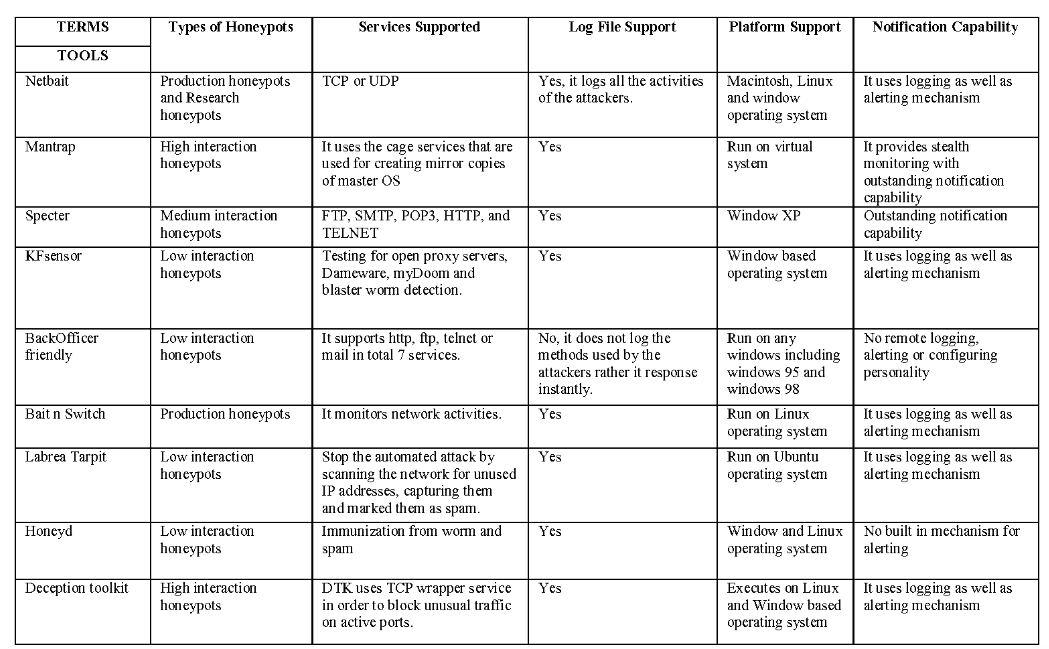 TERMS
TOOLS
Types of Honeypots
Services Supported
Log File Support
Platform Support
Notification Capability
Netbait
Production honeypots
and Research
honeypots
TCP or UDP
Yes, it logs all the activities
of the attackers.
Macintosh, Linux
and window
operating system
It uses logging as well as
alerting mechanism
Mantrap
High interaction
honeypots
It uses the cage services that are
used for creating mirror copies
of master OS
Yes
Run on virtual
system
It provides stealth
monitoring with
outstanding notification
capability
Specter
Medium interaction
honeypots
FTP, SMTP, POP3, HTTP, and
TELNET
Yes
Window XP
Outstanding notification
capability
KFsensor
Low interaction
honeypots
Testing for open proxy servers,
Dameware, myDoom and
blaster worm detection.
Yes
Window based
operating system
It uses logging as well as
alerting mechanism
BackOfficer
friendly
Low interaction
honeypots
It supports http, ftp, telnet or
mail in total 7 services.
No, it does not log the
methods used by the
attackers rather it response
instantly.
Run on any
windows including
windows 95 and
windows 98
No remote logging,
alerting or configuring
personality
Bait n Switch
Production honeypots
It monitors network activities.
Yes
Run on Linux
operating system
It uses logging as well as
alerting mechanism
Labrea Tarpit
Low interaction
honeypots
Stop the automated attack by
scanning the network for unused
IP addresses, capturing them
and marked them as spam.
Yes
Run on Ubuntu
operating system
It uses logging as well as
alerting mechanism
Honeyd
Low interaction
honeypots
Immunization from worm and
spam
Yes
Window and Linux
operating system
No built in mechanism for
alerting
Deception toolkit
High interaction
honeypots
DTK uses TCP wrapper service
in order to block unusual traffic
on active ports.
Yes
Executes on Linux
and Window based
operating system
It uses logging as well as
alerting mechanism